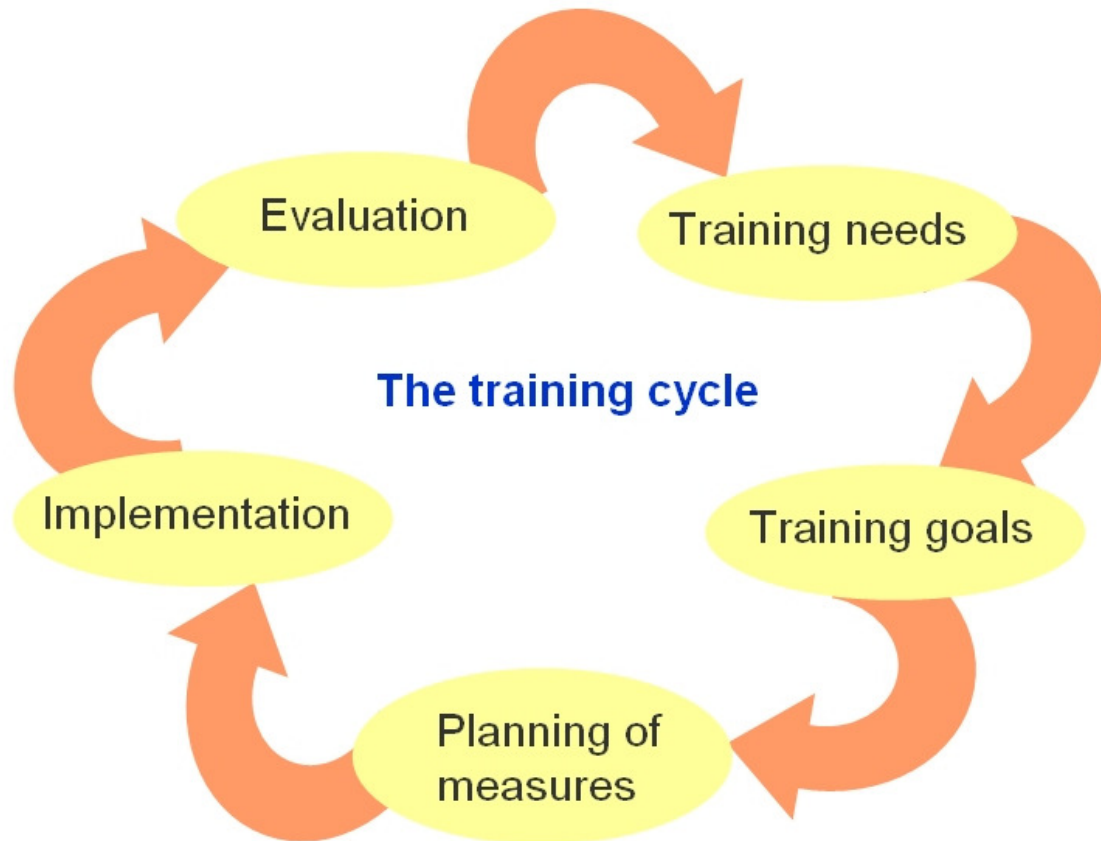 Evaluation
Training needs
The training cycle
Implementation
Training goals
Planning of
measures